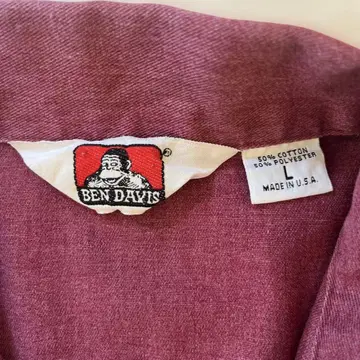 ®
BEN DAVIS
50% COTTON
50% POLYESTER
L
MADE IN U.S.A.